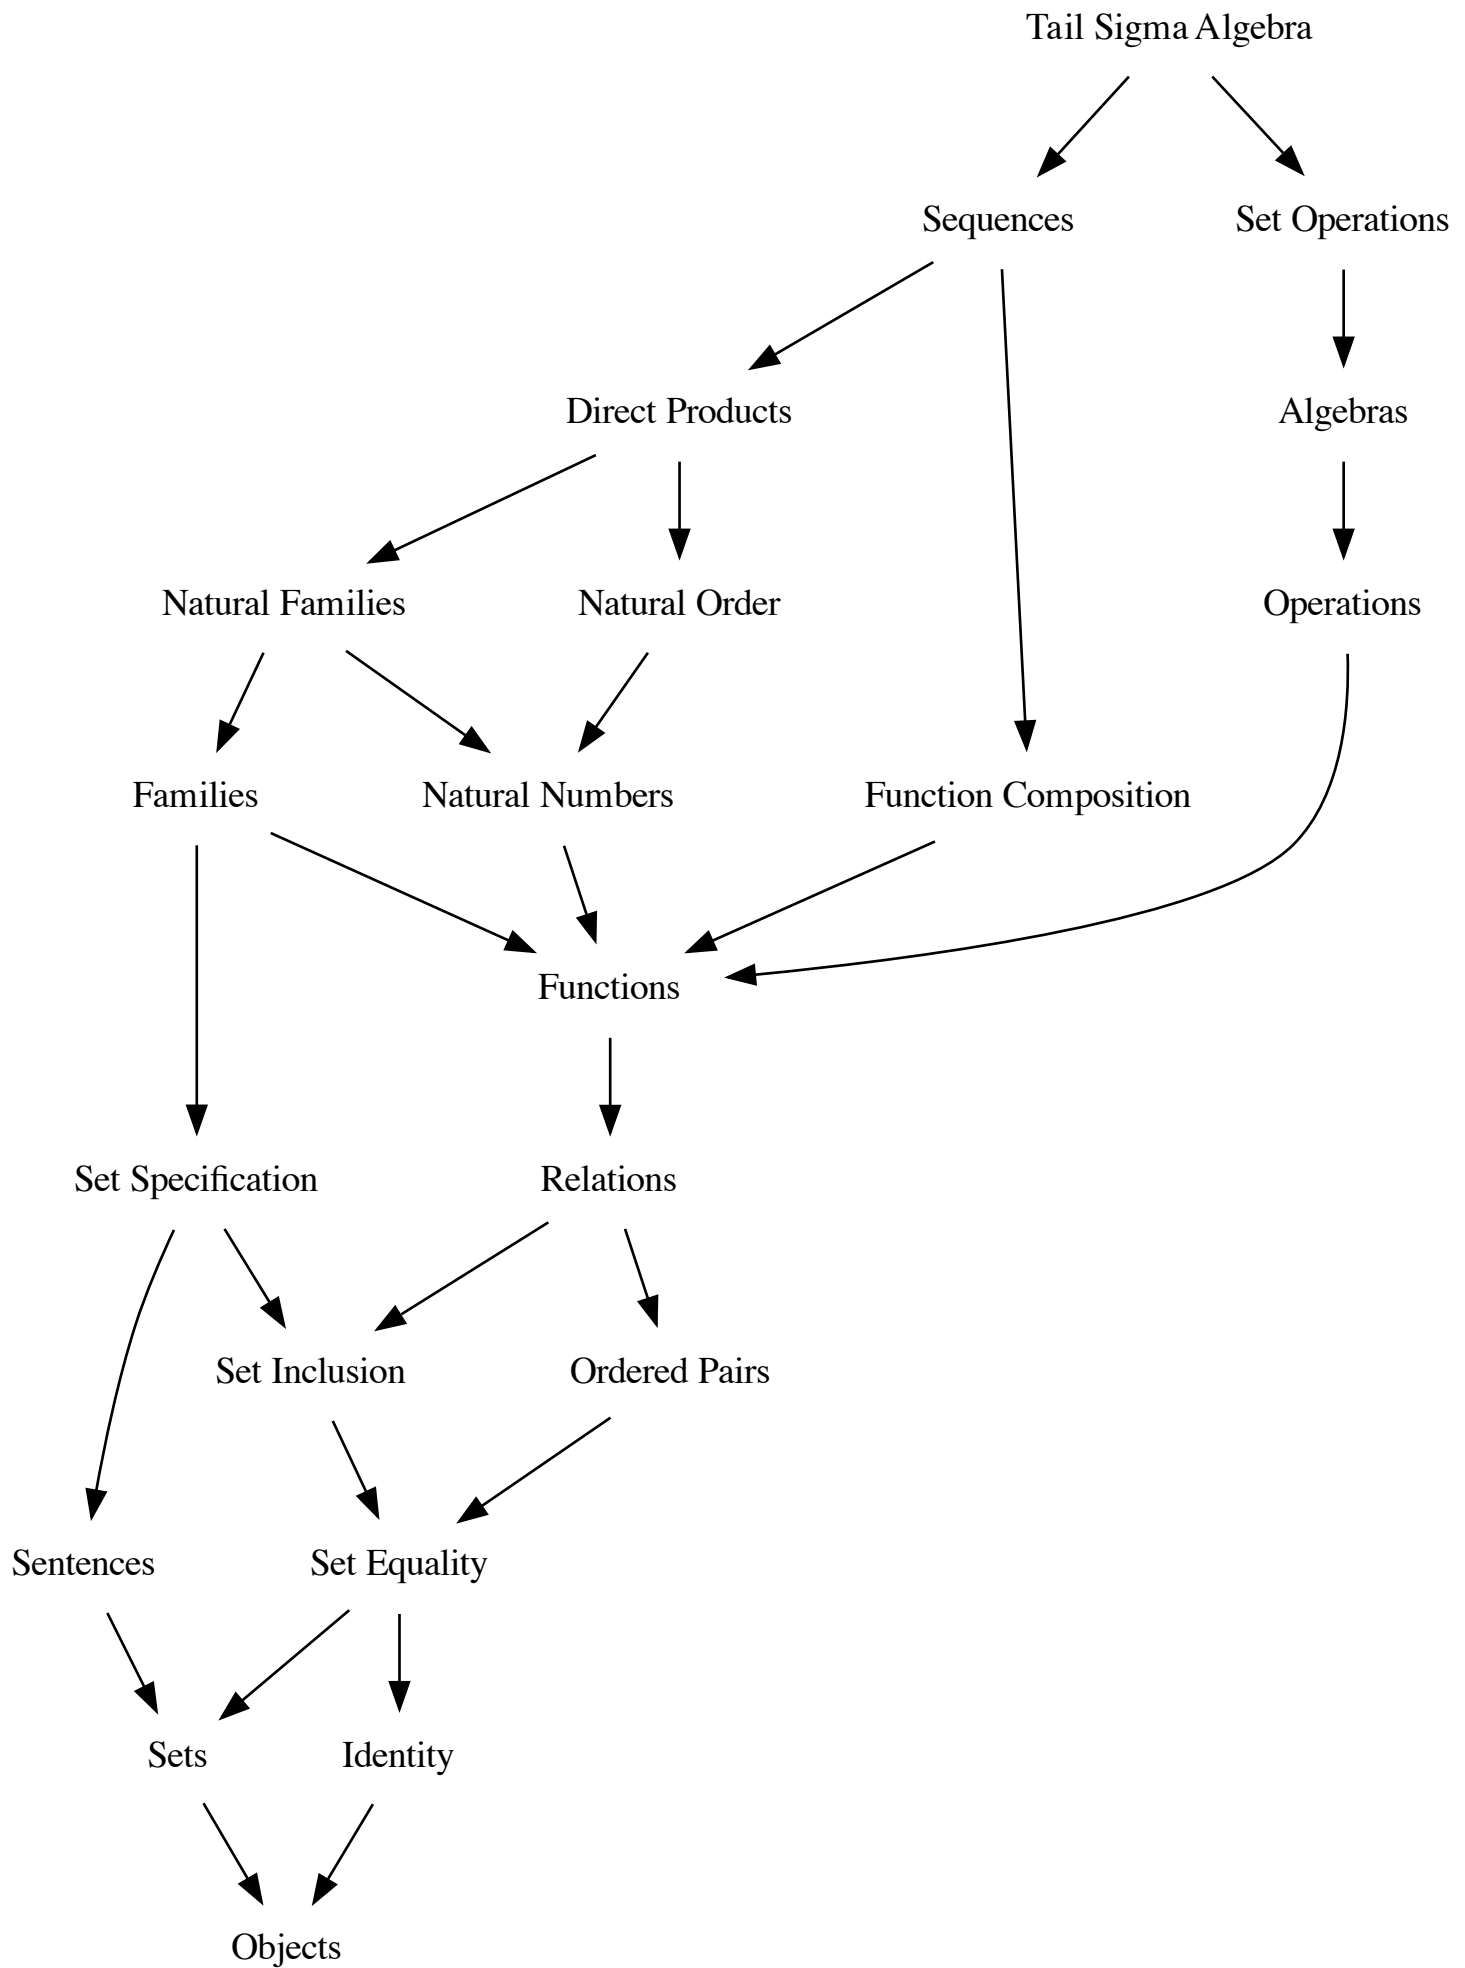 Tail Sigma Algebra
Sequences
Set Operations
Direct Products
Algebras
Natural Families
Natural Order
Operations
Families
Natural Numbers
Function Composition
Functions
Set Specification
Relations
Set Inclusion
Ordered Pairs
Sentences
Set Equality
Sets
Identity
Objects